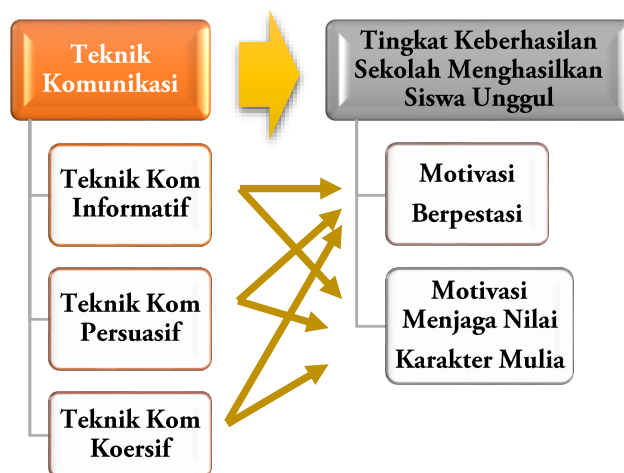 Teknik
Komunikasi
Tingkat Keberhasilan
Sekolah Menghasilkan
Siswa Unggul
Teknik Kom
Informatif
Teknik Kom
Persuasif
Teknik Kom
Koersif
Motivasi
Berpestasi
Motivasi
Menjaga Nilai
Karakter Mulia